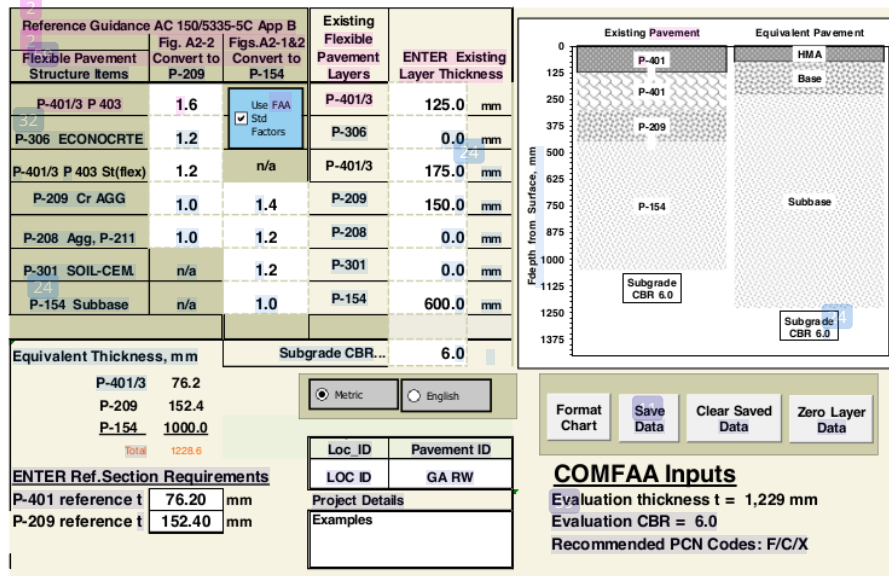 Reference Guidance AC 150/5335-5C App B
Existing Flexible Pavement Layers
ENTER Existing Layer Thickness
Flexible Pavement Structure Items
Fig. A2-2 Convert to P-209
Figs.A2-1&2 Convert to P-154
P-401/3 P 403 1.6 Use FAA Std Factors P-401/3 125.0 mm
P-306 ECONOCRTE 1.2 P-306 0.0 mm
P-401/3 P 403 St(flex) 1.2 n/a P-401/3 175.0 mm
P-209 Cr AGG 1.0 1.4 P-209 150.0 mm
P-208 Agg, P-211 1.0 1.2 P-208 0.0 mm
P-301 SOIL-CEM. n/a 1.2 P-301 0.0 mm
P-154 Subbase n/a 1.0 P-154 600.0 mm
Subgrade CBR... 6.0
Equivalent Thickness, mm
P-401/3 76.2
P-209 152.4
P-154 1000.0
Total 1228.6
ENTER Ref.Section Requirements
P-401 reference t 76.20 mm
P-209 reference t 152.40 mm
Metric English
Loc_ID Pavement ID
LOC ID GA RW
Project Details
Examples
Existing Pavement Equivalent Pavement
Fdepth from Surface, mm
0
125
250
375
500
625
750
875
1000
1125
1250
1375
P-401
P-401
P-209
P-154
Subgrade
CBR 6.0
HMA
Base
Subbase
Subgrade
CBR 6.0
Format Chart
Save Data
Clear Saved Data
Zero Layer Data
COMFAA Inputs
Evaluation thickness t = 1,229 mm
Evaluation CBR = 6.0
Recommended PCN Codes: F/C/X
32
24
24
24
11